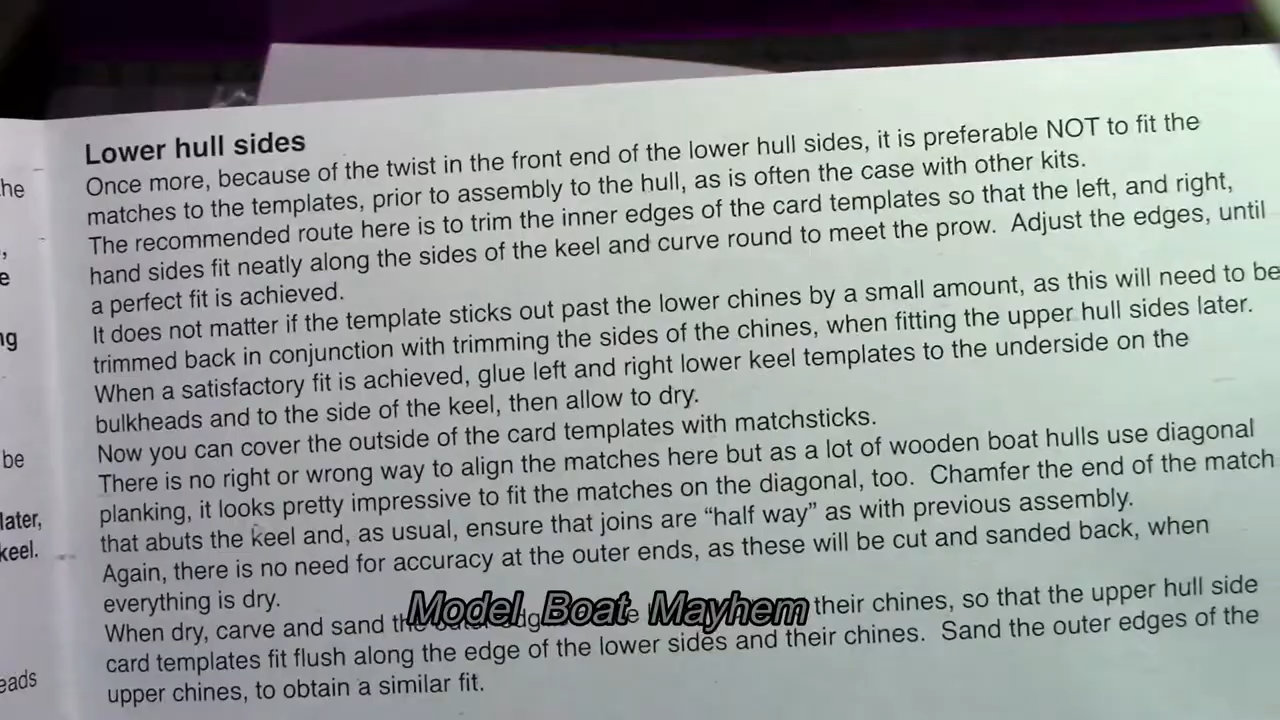 Lower hull sides
Once more, because of the twist in the front end of the lower hull sides, it is preferable NOT to fit the
matches to the templates, prior to assembly to the hull, as is often the case with other kits.
The recommended route here is to trim the inner edges of the card templates so that the left, and right,
hand sides fit neatly along the sides of the keel and curve round to meet the prow. Adjust the edges, until
a perfect fit is achieved.
It does not matter if the template sticks out past the lower chines by a small amount, as this will need to be
trimmed back in conjunction with trimming the sides of the chines, when fitting the upper hull sides later.
When a satisfactory fit is achieved, glue left and right lower keel templates to the underside on the
bulkheads and to the side of the keel, then allow to dry.
Now you can cover the outside of the card templates with matchsticks.
There is no right or wrong way to align the matches here but as a lot of wooden boat hulls use diagonal
planking, it looks pretty impressive to fit the matches on the diagonal, too. Chamfer the end of the match
that abuts the keel and, as usual, ensure that joins are “half way” as with previous assembly.
Again, there is no need for accuracy at the outer ends, as these will be cut and sanded back, when
everything is dry.
When dry, carve and sand their chines, so that the upper hull side
card templates fit flush along the edge of the lower sides and their chines. Sand the outer edges of the
upper chines, to obtain a similar fit.
Model Boat Mayhem
he
,
e
be
later,
keel.